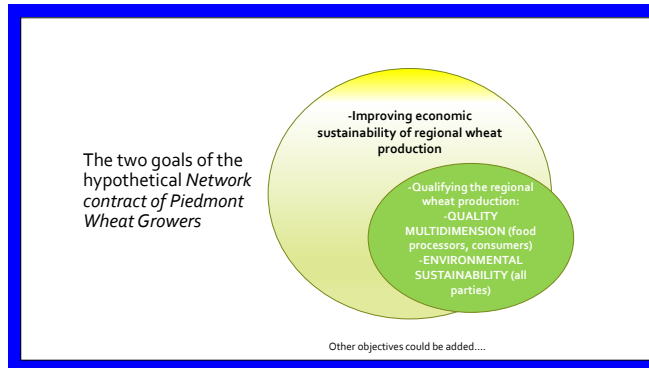 The two goals of the
hypothetical Network
contract of Piedmont
Wheat Growers
-Improving economic
sustainability of regional wheat
production
-Qualifying the regional
wheat production:
-QUALITY
MULTIDIMENSION (food
processors, consumers)
-ENVIRONMENTAL
SUSTAINABILITY (all
parties)
Other objectives could be added....